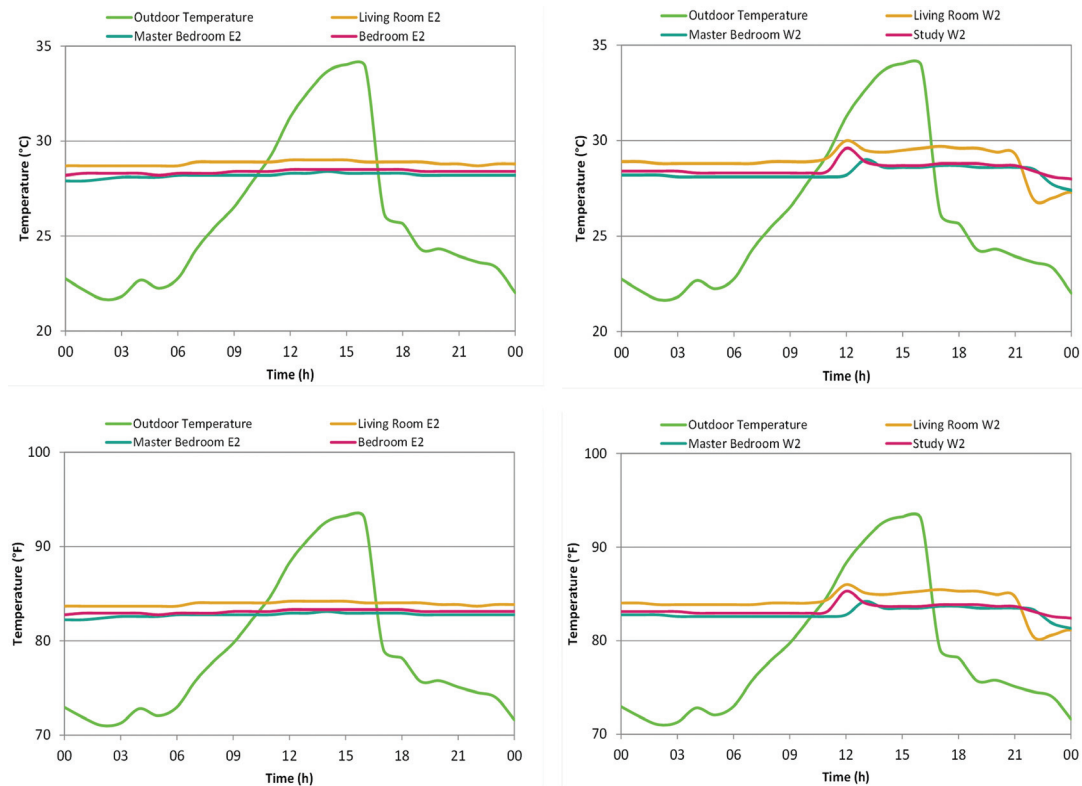 Outdoor Temperature Living Room E2
Master Bedroom E2 Bedroom E2
35
30
25
20
Temperature (°C)
00 03 06 09 12 15 18 21 00
Time (h)
Outdoor Temperature Living Room W2
Master Bedroom W2 Study W2
35
30
25
20
Temperature (°C)
00 03 06 09 12 15 18 21 00
Time (h)
Outdoor Temperature Living Room E2
Master Bedroom E2 Bedroom E2
100
90
80
70
Temperature (°F)
00 03 06 09 12 15 18 21 00
Time (h)
Outdoor Temperature Living Room W2
Master Bedroom W2 Study W2
100
90
80
70
Temperature (°F)
00 03 06 09 12 15 18 21 00
Time (h)